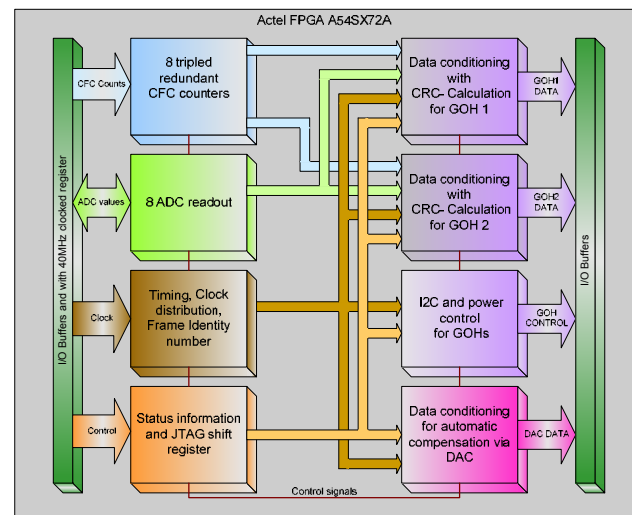 Actel FPGA A54SX72A
I/O Buffers and with 40MHz clocked register
CFC Counts
8 tripled
redundant
CFC counters
Data conditioning
with
CRC- Calculation
for GOH 1
GOH1
DATA
ADC values
8 ADC readout
Data conditioning
with
CRC- Calculation
for GOH 2
GOH2
DATA
I/O Buffers
Clock
Timing, Clock
distribution,
Frame Identity
number
I2C and power
control
for GOHs
GOH
CONTROL
Control
Status information
and JTAG shift
register
Data conditioning
for automatic
compensation via
DAC
DAC DATA
Control signals